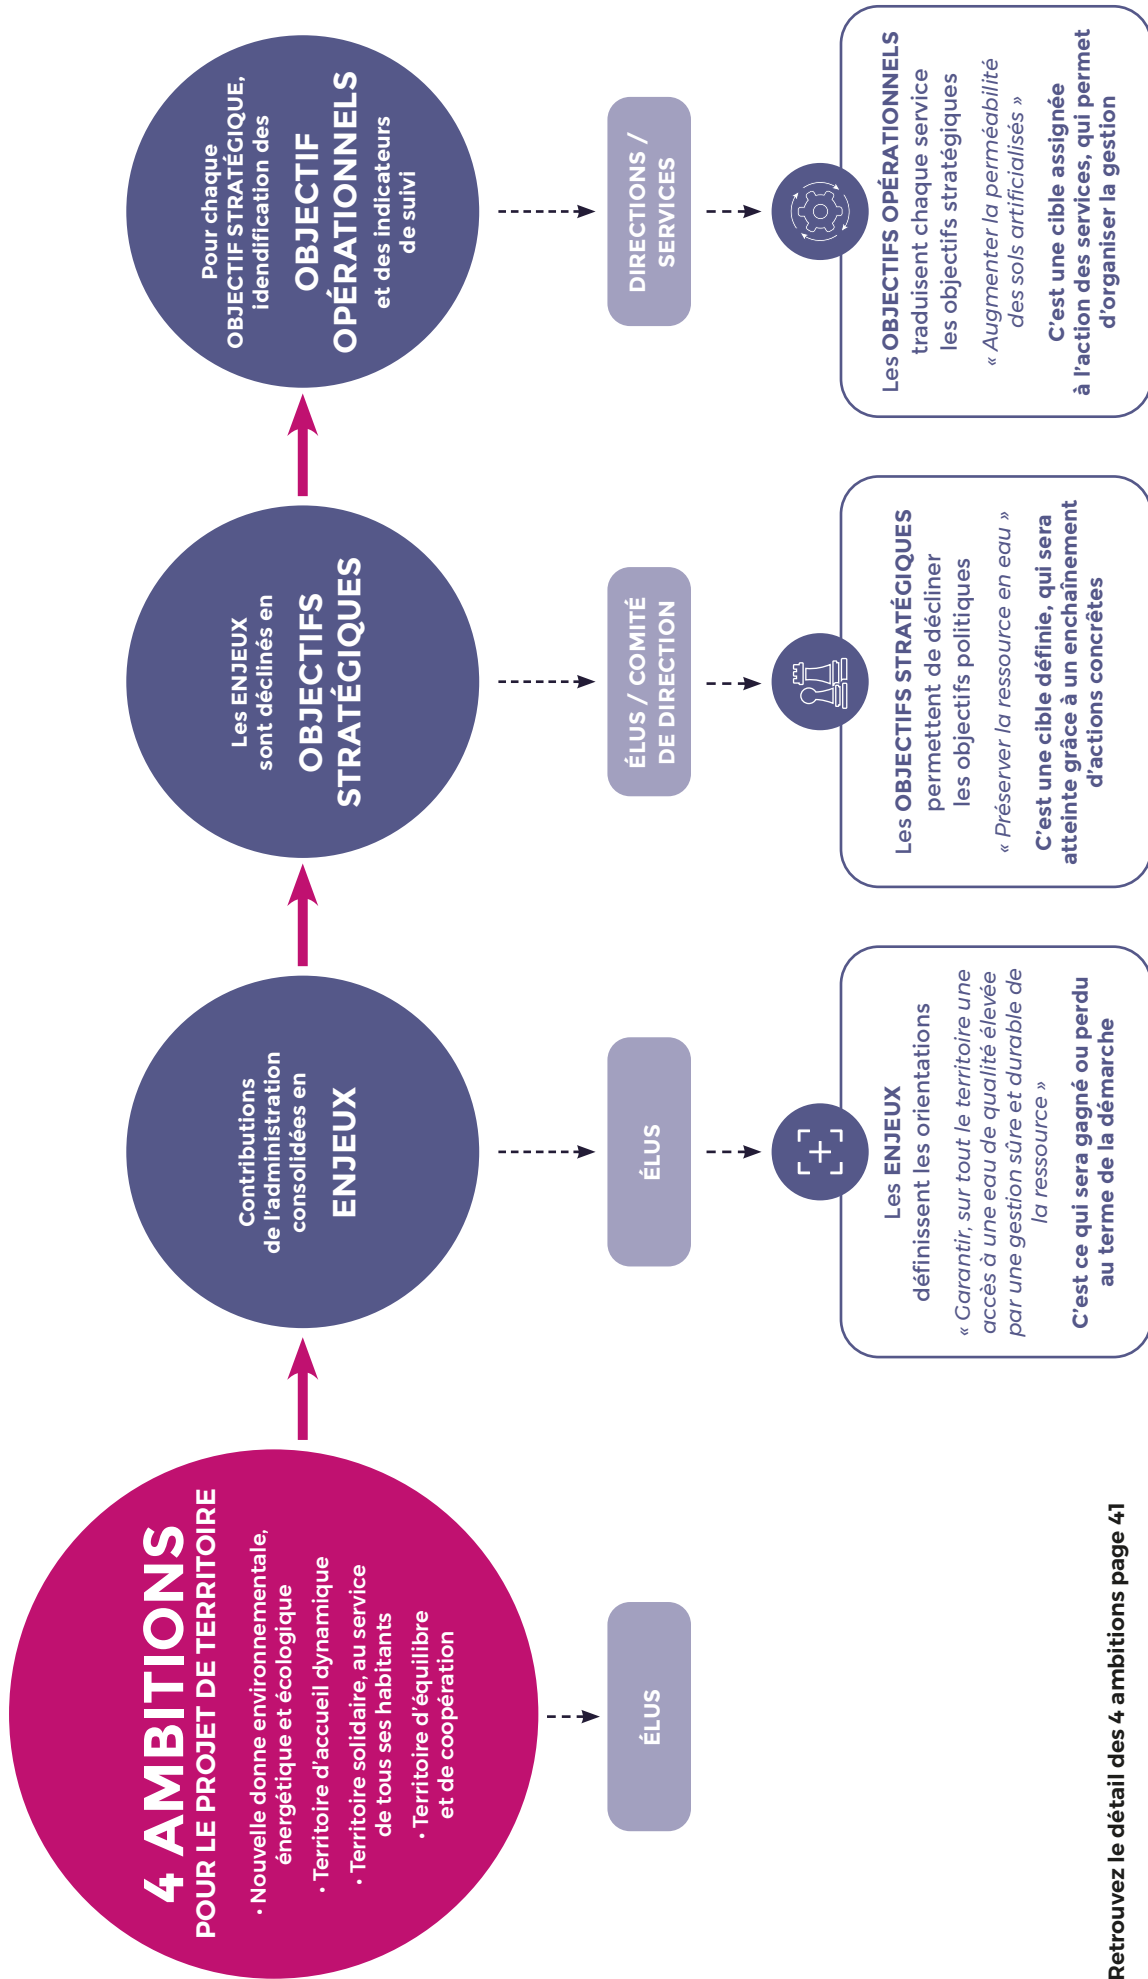 4 AMBITIONS
POUR LE PROJET DE TERRITOIRE
· Nouvelle donne environnementale,
énergétique et écologique
· Territoire d'accueil dynamique
· Territoire solidaire, au service
de tous ses habitants
· Territoire d'équilibre
et de coopération
ÉLUS
Contributions
de l'administration
consolidées en
ENJEUX
ÉLUS
Les ENJEUX
définissent les orientations
« Garantir, sur tout le territoire une
accès à une eau de qualité élevée
par une gestion sûre et durable de
la ressource »
C'est ce qui sera gagné ou perdu
au terme de la démarche
Les ENJEUX
sont déclinés en
OBJECTIFS
STRATÉGIQUES
ÉLUS / COMITÉ
DE DIRECTION
Les OBJECTIFS STRATÉGIQUES
permettent de décliner
les objectifs politiques
« Préserver la ressource en eau »
C'est une cible définie, qui sera
atteinte grâce à un enchaînement
d'actions concrètes
Pour chaque
OBJECTIF STRATÉGIQUE,
idendification des
OBJECTIF
OPÉRATIONNELS
et des indicateurs
de suivi
DIRECTIONS /
SERVICES
Les OBJECTIFS OPÉRATIONNELS
traduisent chaque service
les objectifs stratégiques
« Augmenter la perméabilité
des sols artificialisés »
C'est une cible assignée
à l'action des services, qui permet
d'organiser la gestion
Retrouvez le détail des 4 ambitions page 41